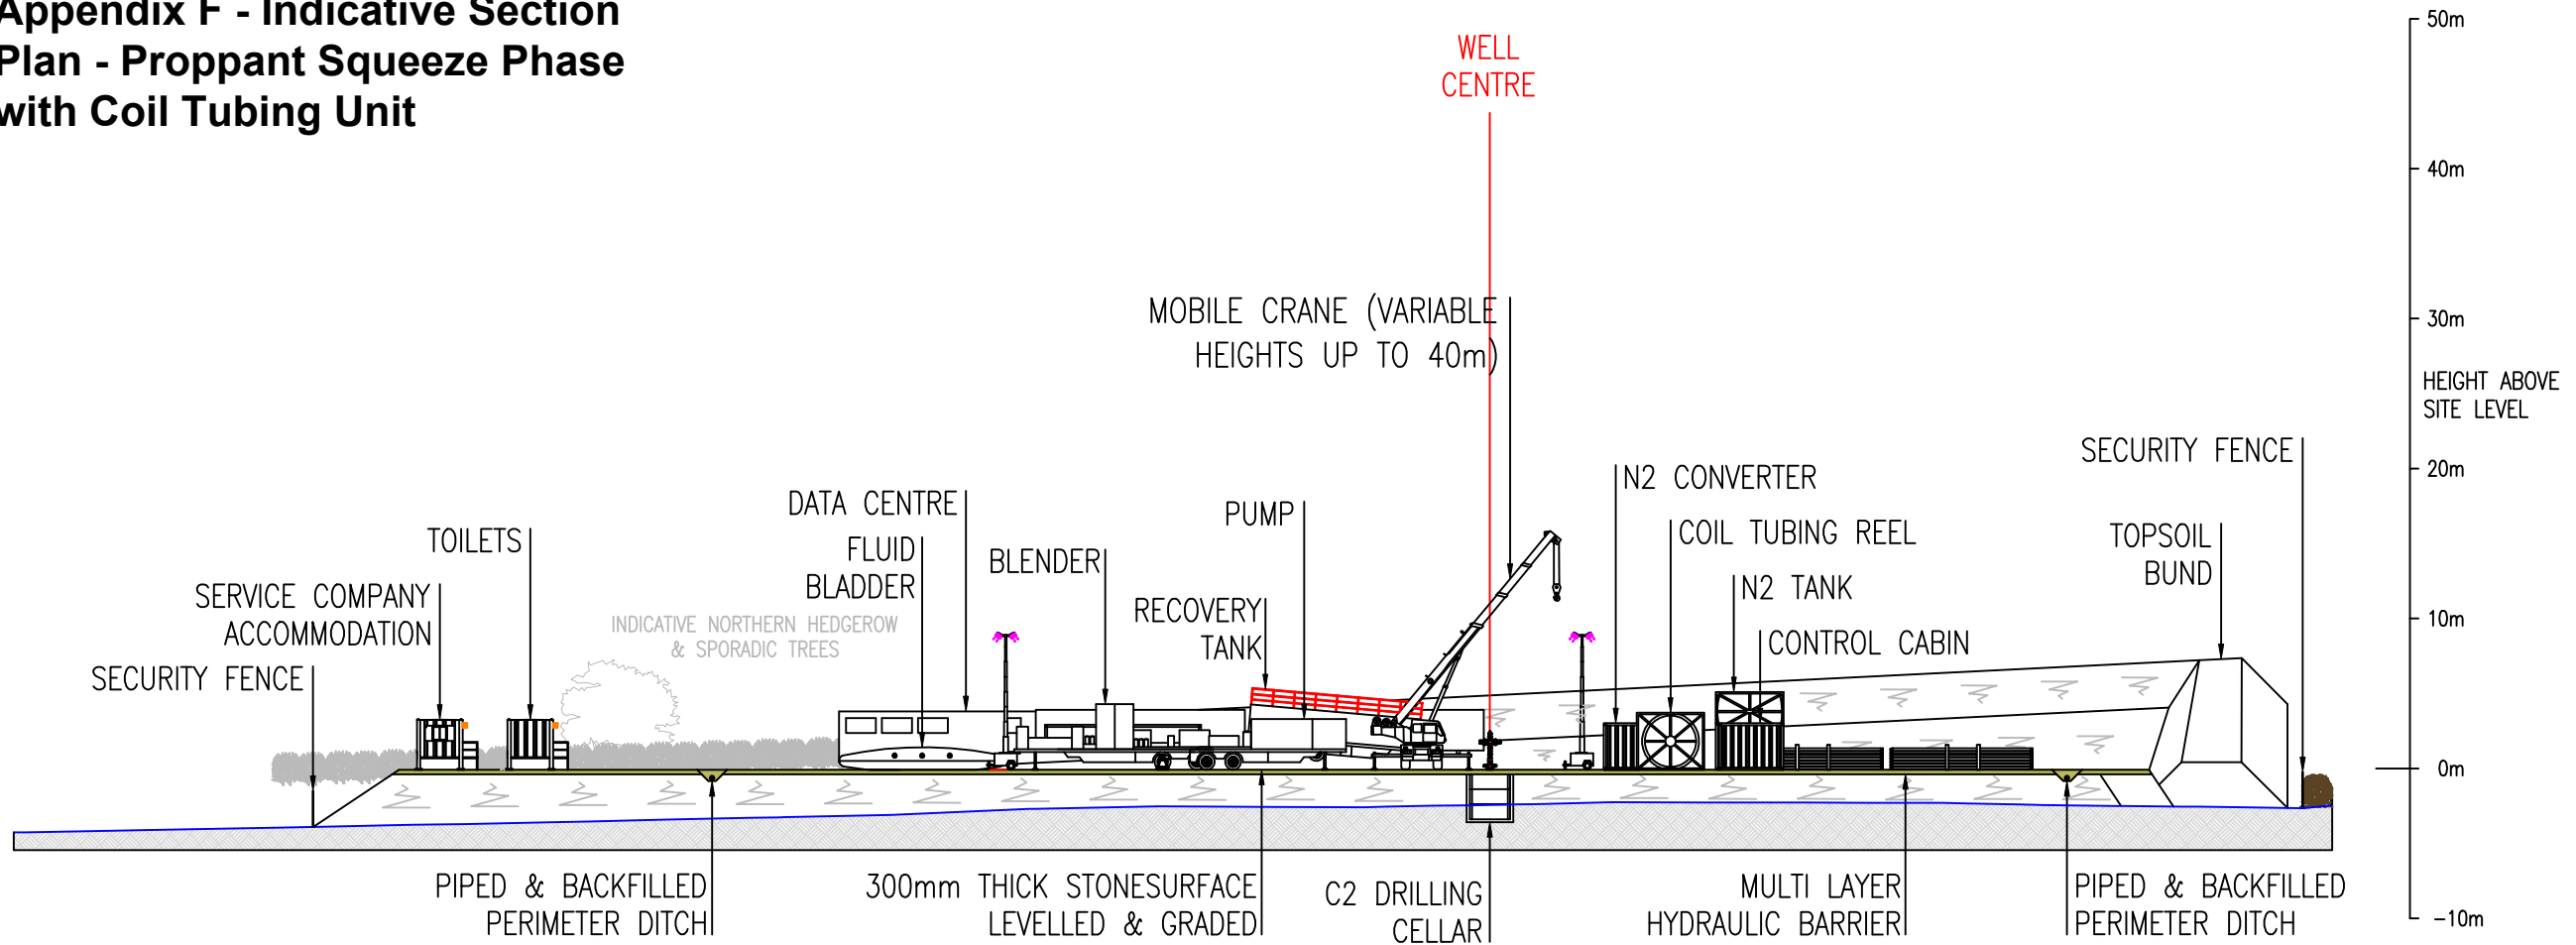 Appendix F - Indicative Section
Plan - Proppant Squeeze Phase
with Coil Tubing Unit
WELL
CENTRE
50m
40m
30m
HEIGHT ABOVE
SITE LEVEL
20m
10m
0m
-10m
MOBILE CRANE (VARIABLE
HEIGHTS UP TO 40m)
SECURITY FENCE
N2 CONVERTER
DATA CENTRE
PUMP
COIL TUBING REEL
TOPSOIL
BUND
TOILETS
FLUID
BLADDER
BLENDER
N2 TANK
SERVICE COMPANY
ACCOMMODATION
RECOVERY
TANK
INDICATIVE NORTHERN HEDGEROW
& SPORADIC TREES
CONTROL CABIN
SECURITY FENCE
PIPED & BACKFILLED
PERIMETER DITCH
300mm THICK STONESURFACE
LEVELLED & GRADED
C2 DRILLING
CELLAR
MULTI LAYER
HYDRAULIC BARRIER
PIPED & BACKFILLED
PERIMETER DITCH